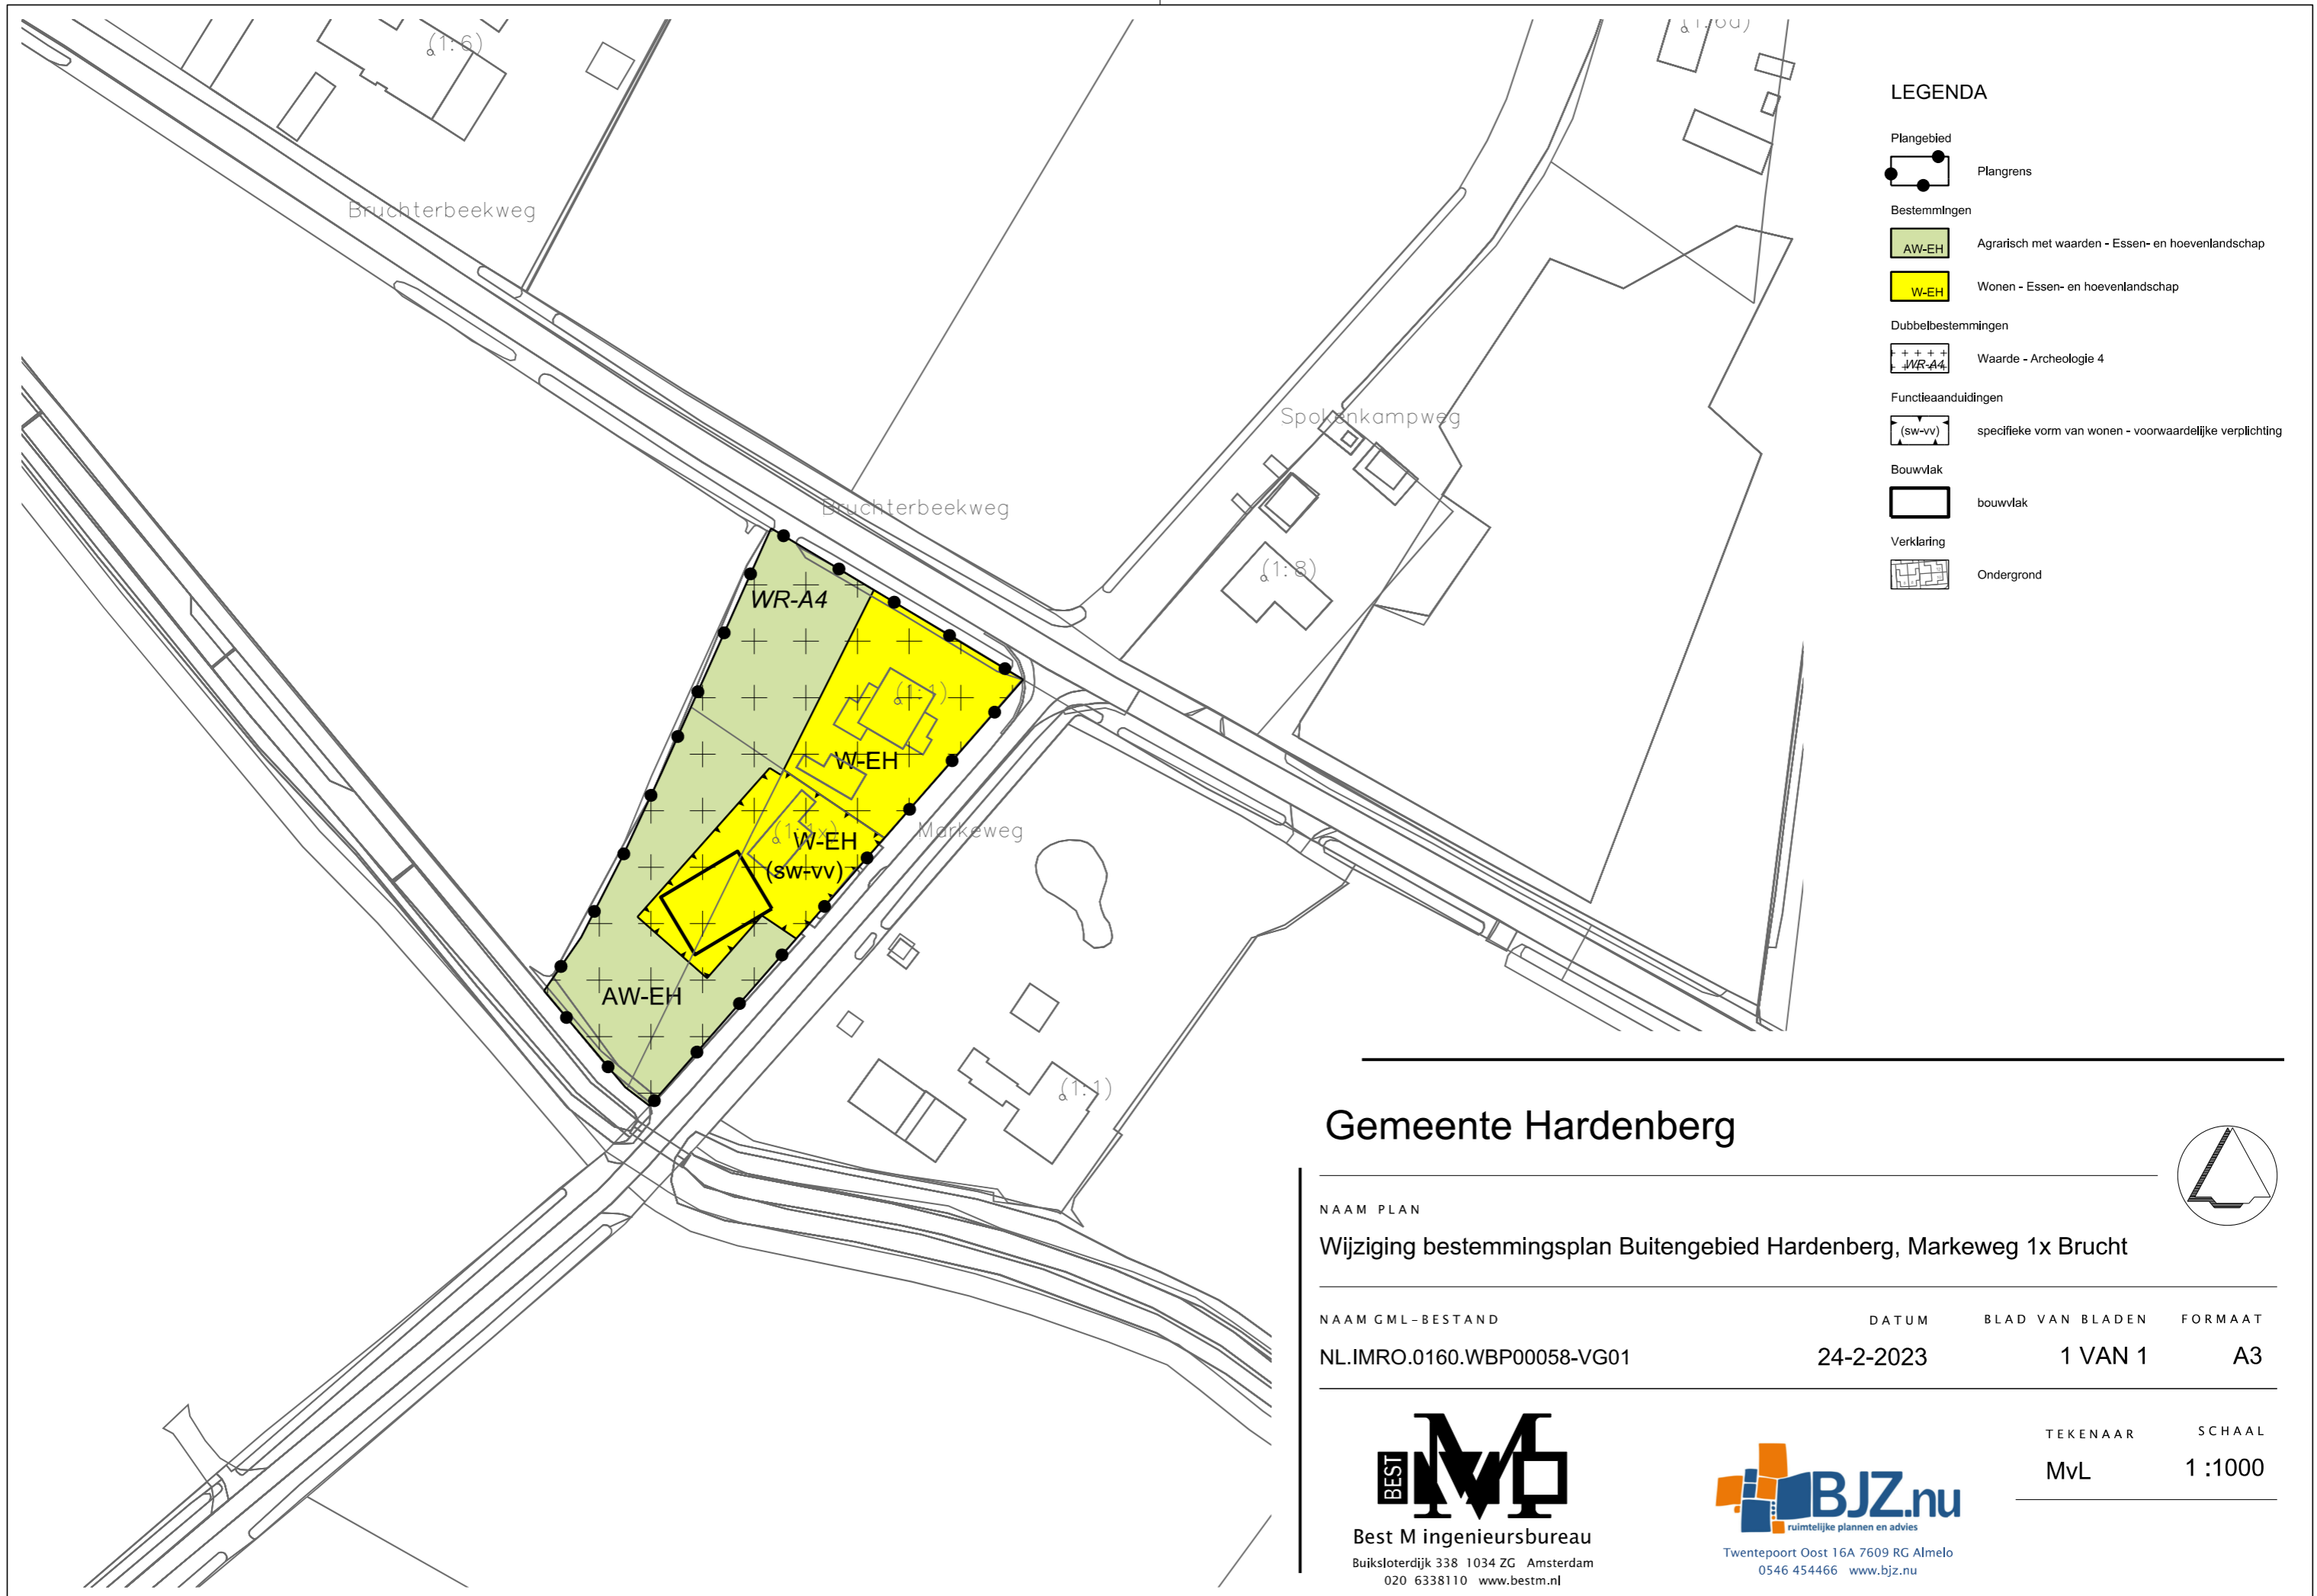 (1:6)
(1:6a)
Bruchterbeekweg
Spokenkampweg
Bruchterbeekweg
(1:8)
WR-A4
(1:1)
W-EH
(1:1x)
W-EH
(sw-vv)
Markeweg
AW-EH
(1:1)
LEGENDA
Plangebied
Plangrens
Bestemmingen
AW-EH Agrarisch met waarden - Essen- en hoevenlandschap
W-EH Wonen - Essen- en hoevenlandschap
Dubbelbestemmingen
WR-A4 Waarde - Archeologie 4
Functieaanduidingen
(sw-vv) specifieke vorm van wonen - voorwaardelijke verplichting
Bouwvlak
bouwvlak
Verklaring
Ondergrond
Gemeente Hardenberg
NAAM PLAN
Wijziging bestemmingsplan Buitengebied Hardenberg, Markeweg 1x Brucht
NAAM GML-BESTAND DATUM BLAD VAN BLADEN FORMAAT
NL.IMRO.0160.WBP00058-VG01 24-2-2023 1 VAN 1 A3
TEKENAAR SCHAAL
MvL 1 :1000
BEST M
Best M ingenieursbureau
Buiksloterdijk 338 1034 ZG Amsterdam
020 6338110 www.bestm.nl
BJZ.nu
ruimtelijke plannen en advies
Twentepoort Oost 16A 7609 RG Almelo
0546 454466 www.bjz.nu